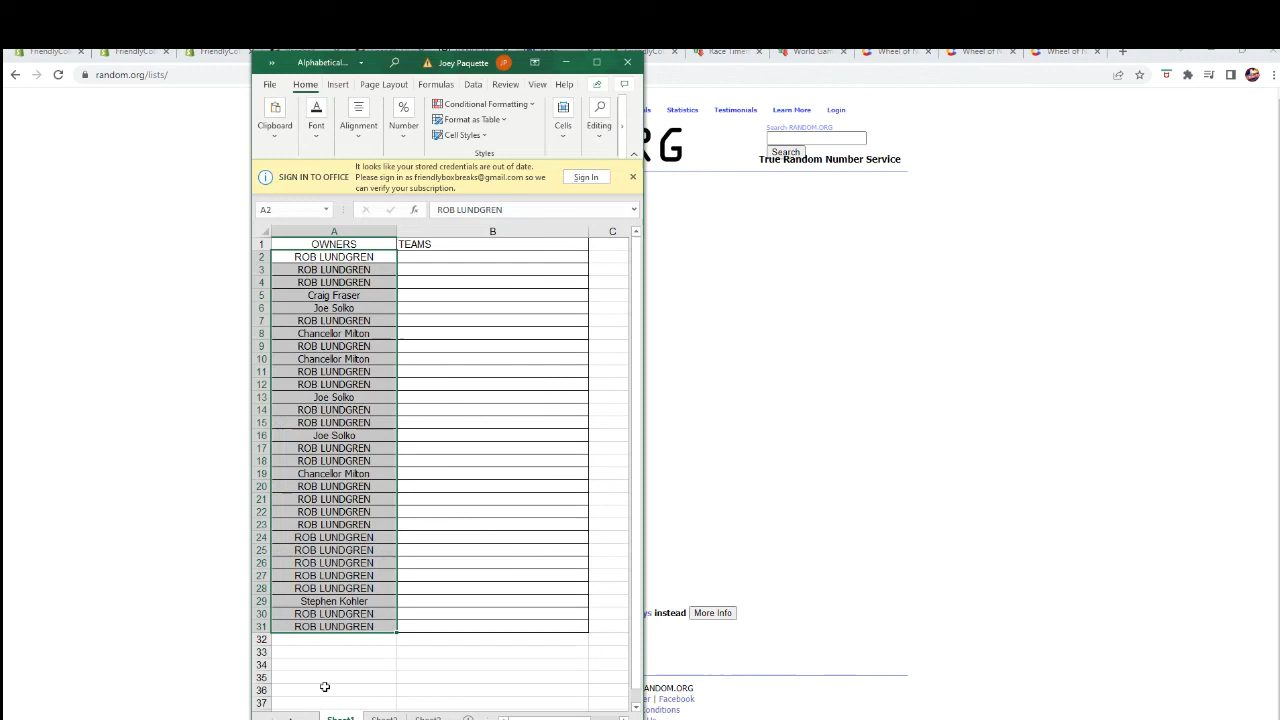 FriendlyCo
FriendlyCo
FriendlyCo
Race Time
World Gam
Wheel of N
Wheel of N
Wheel of N
random.org/lists/
Alphabetical...
Joey Paquette
JP
File
Home
Insert
Page Layout
Formulas
Data
Review
View
Help
Clipboard
Font
Alignment
Number
Conditional Formatting
Format as Table
Cell Styles
Styles
Cells
Editing
SIGN IN TO OFFICE
It looks like your stored credentials are out of date.
Please sign in as friendlyboxbreaks@gmail.com so we
can verify your subscription.
Sign In
A2
fx
ROB LUNDGREN
A
B
C
1 OWNERS TEAMS
2 ROB LUNDGREN
3 ROB LUNDGREN
4 ROB LUNDGREN
5 Craig Fraser
6 Joe Solko
7 ROB LUNDGREN
8 Chancellor Milton
9 ROB LUNDGREN
10 Chancellor Milton
11 ROB LUNDGREN
12 ROB LUNDGREN
13 Joe Solko
14 ROB LUNDGREN
15 ROB LUNDGREN
16 Joe Solko
17 ROB LUNDGREN
18 ROB LUNDGREN
19 Chancellor Milton
20 ROB LUNDGREN
21 ROB LUNDGREN
22 ROB LUNDGREN
23 ROB LUNDGREN
24 ROB LUNDGREN
25 ROB LUNDGREN
26 ROB LUNDGREN
27 ROB LUNDGREN
28 ROB LUNDGREN
29 Stephen Kohler
30 ROB LUNDGREN
31 ROB LUNDGREN
32
33
34
35
36
37
Sheet1
Sheet2
Sheet3
ls
Statistics
Testimonials
Learn More
Login
RG
Search RANDOM.ORG
Search
True Random Number Service
ys instead
More Info
ANDOM.ORG
er | Facebook
Conditions